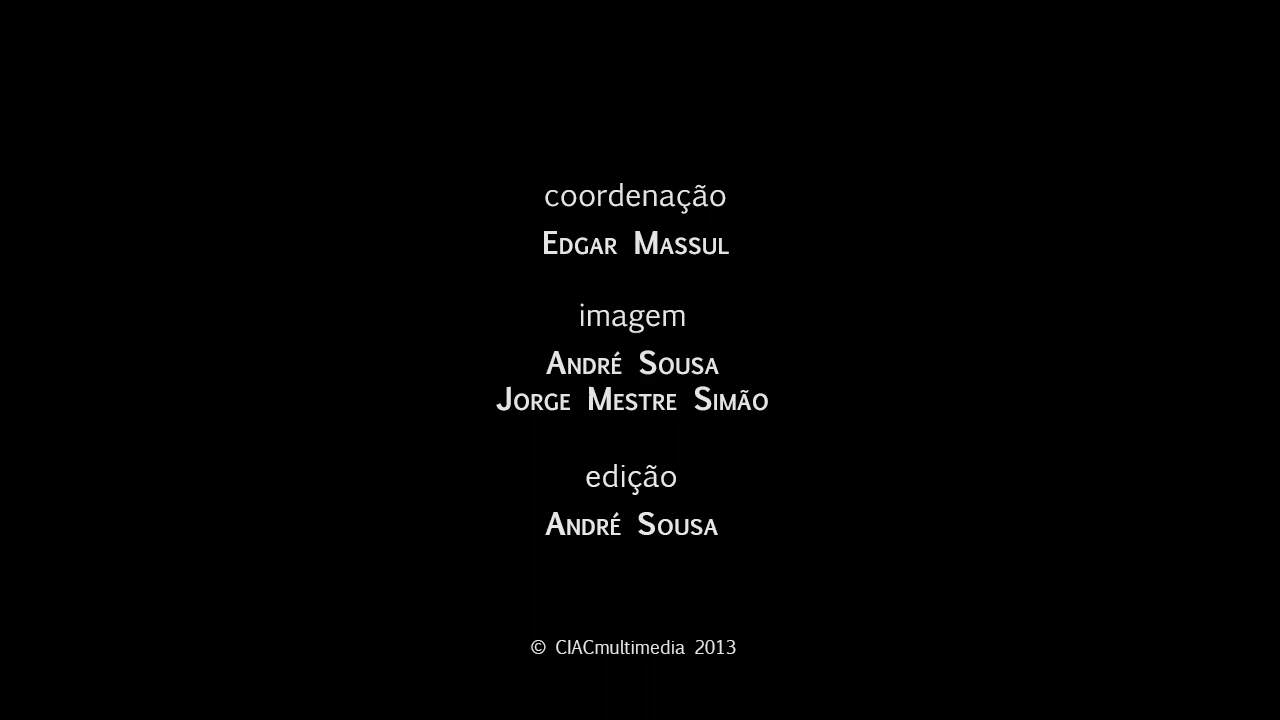 coordenação
Edgar Massul
imagem
André Sousa
Jorge Mestre Simão
edição
André Sousa
© CIACmultimedia 2013